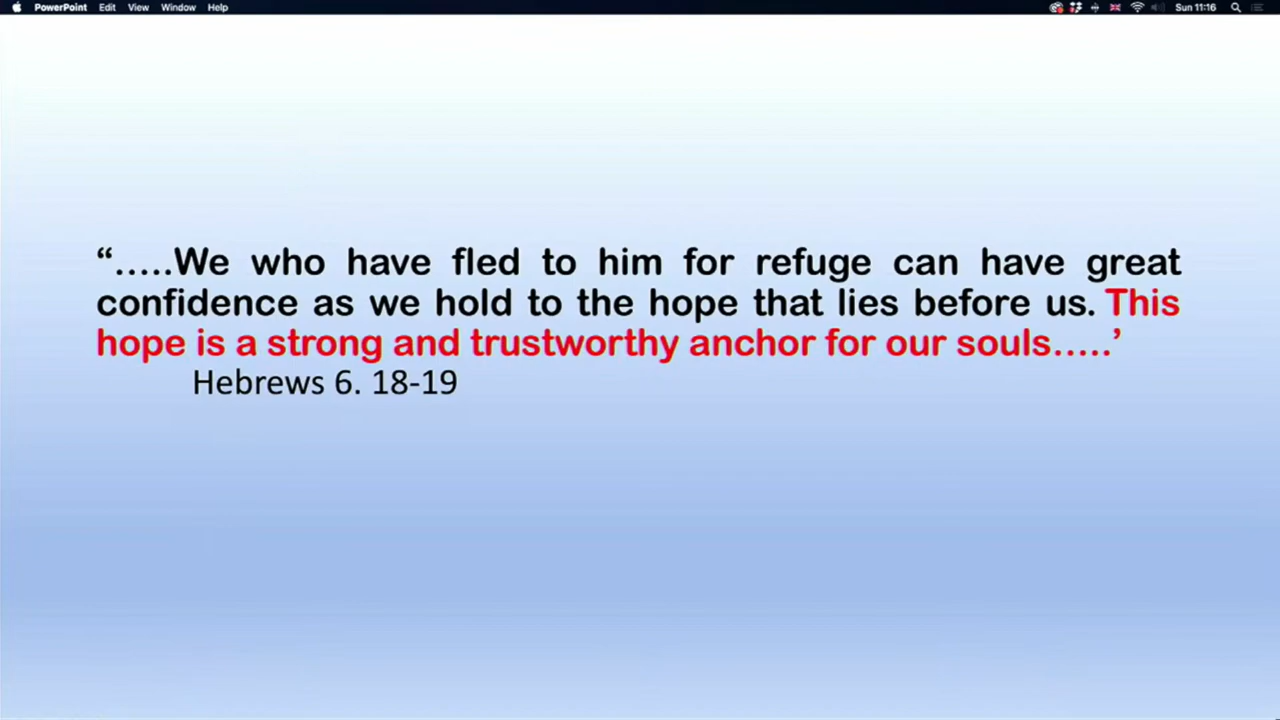 PowerPoint Edit View Window Help Sun 11:16
“.....We who have fled to him for refuge can have great
confidence as we hold to the hope that lies before us. This
hope is a strong and trustworthy anchor for our souls.....’
Hebrews 6. 18-19